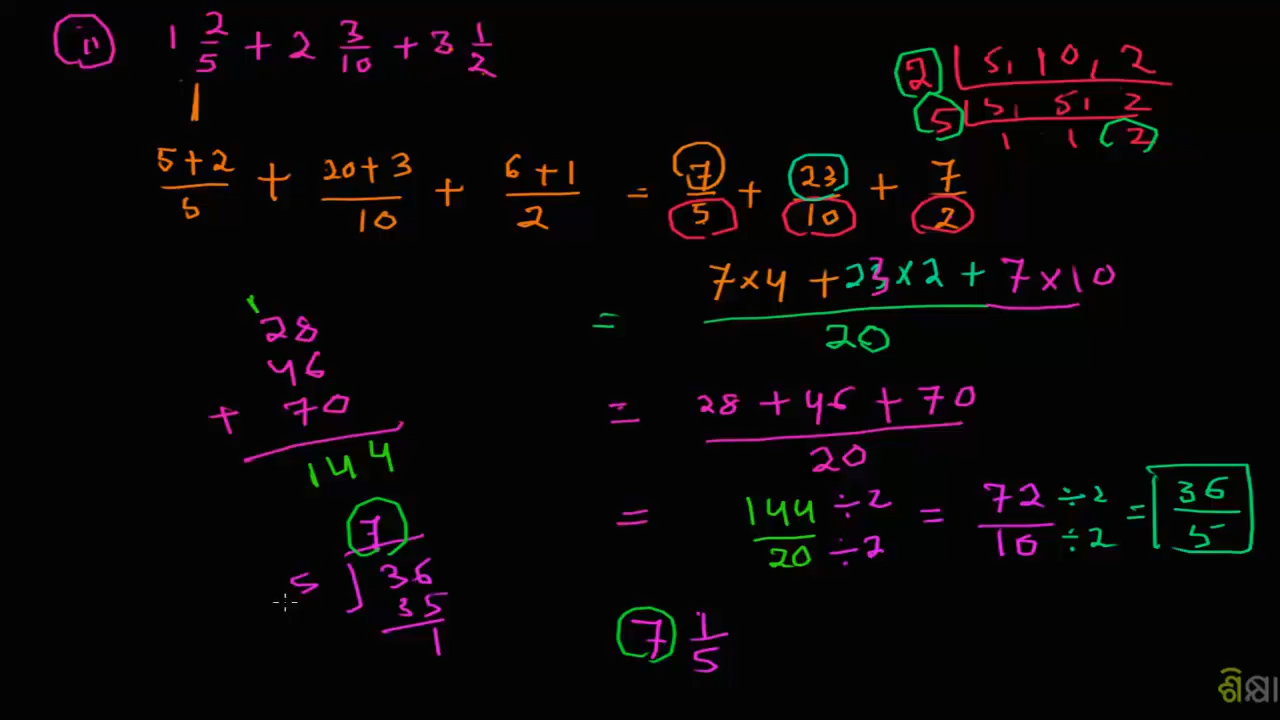 ii 1 2/5 + 2 3/10 + 3 1/2
2 | 5, 10, 2
5 | 5, 5, 2
1 1 2
(5+2)/5 + (20+3)/10 + (6+1)/2 = 7/5 + 23/10 + 7/2
= (7×4 + 23×2 + 7×10)/20
= (28 + 46 + 70)/20
= 144÷2/20÷2 = 72÷2/10÷2 = 36/5
1
28
46
+ 70
144
7
5 ) 36
35
1
7 1/5
ଶିକ୍ଷା